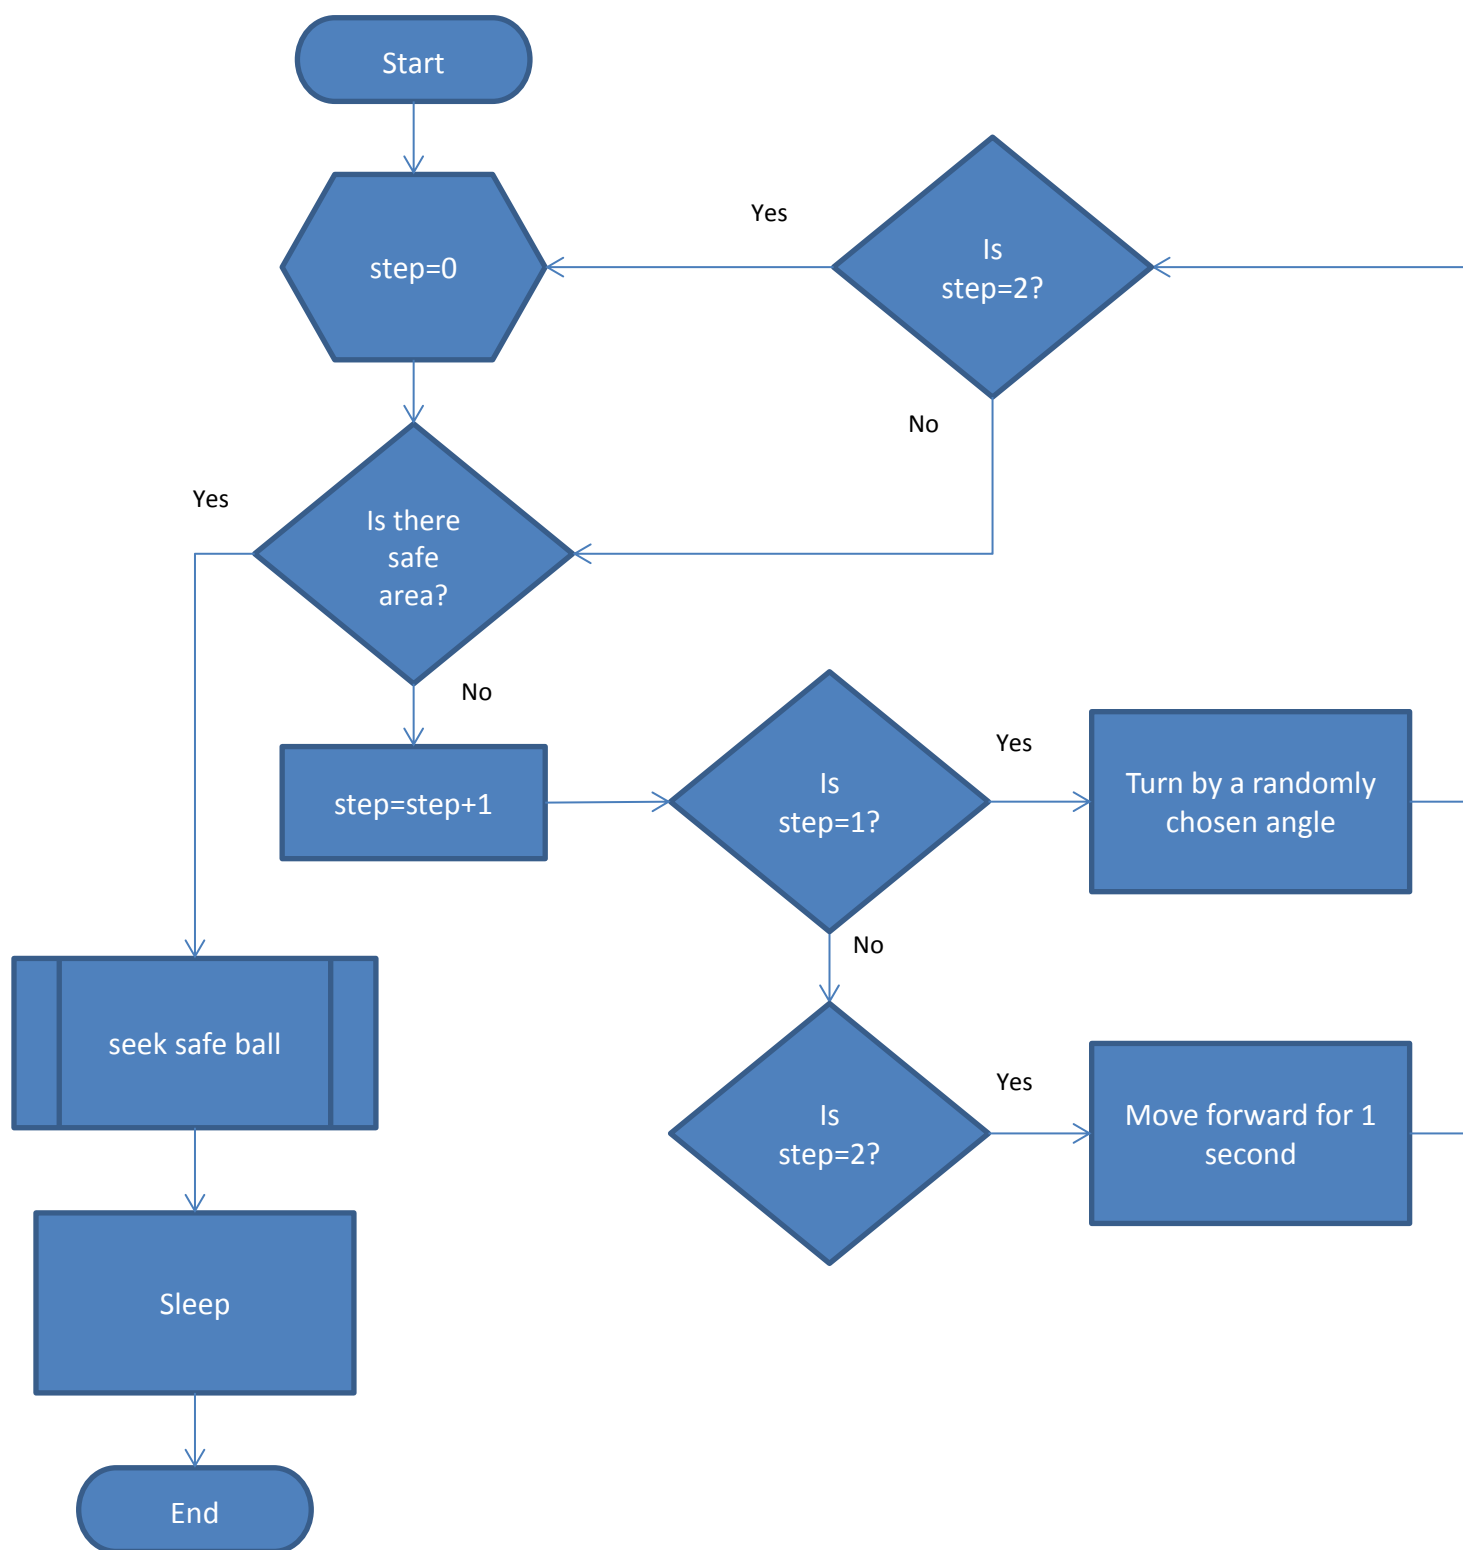 Start
step=0
Yes
Is
step=2?
No
Yes
Is there
safe
area?
No
step=step+1
Is
step=1?
Yes
Turn by a randomly
chosen angle
No
seek safe ball
Is
step=2?
Yes
Move forward for 1
second
Sleep
End